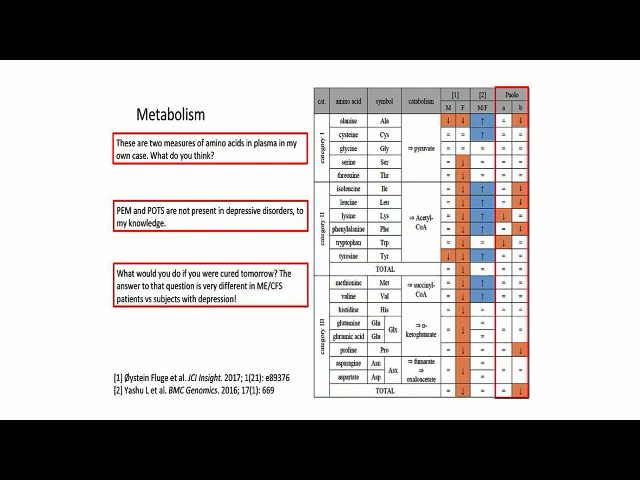 Metabolism
These are two measures of amino acids in plasma in my
own case. What do you think?
PEM and POTS are not present in depressive disorders, to
my knowledge.
What would you do if you were cured tomorrow? The
answer to that question is very different in ME/CFS
patients vs subjects with depression!
[1] Øystein Fluge et al. JCI Insight. 2017; 1(21): e89376
[2] Yashu L et al. BMC Genomics. 2016; 17(1): 669
cat. amino acid symbol catabolism [1] [2] Paolo
M F M/F a b
category I
alanine Ala ⇒ pyruvate ↓ ↓ ↑ = ↓
cysteine Cys = = ↑ = =
glycine Gly = = = = =
serine Ser = ↓ = = =
threonine Thr = ↓ = = =
category II
isoleucine Ile ⇒ Acetyl-CoA = ↓ ↑ = ↓
leucine Leu = ↓ ↑ = ↓
lysine Lys = ↓ ↑ ↓ =
phenylalanine Phe = ↓ ↑ = ↓
tryptophan Trp = ↓ = ↓ =
tyrosine Tyr ↓ ↓ ↑ = =
TOTAL = ↓ = = =
category III
methionine Met ⇒ succinyl-CoA = ↓ ↑ = =
valine Val = ↓ ↑ = =
histidine His ⇒ α-ketoglutarate = ↓ = = =
glutamine Gln Glx = ↓ = = =
glutamic acid Glu =
proline Pro = ↓ = = ↓
asparagine Asn Asx ⇒ fumarate = ↓ = = =
aspartate Asp ⇒ oxaloacetate = ↓ = = =
TOTAL = ↓ = = ↓